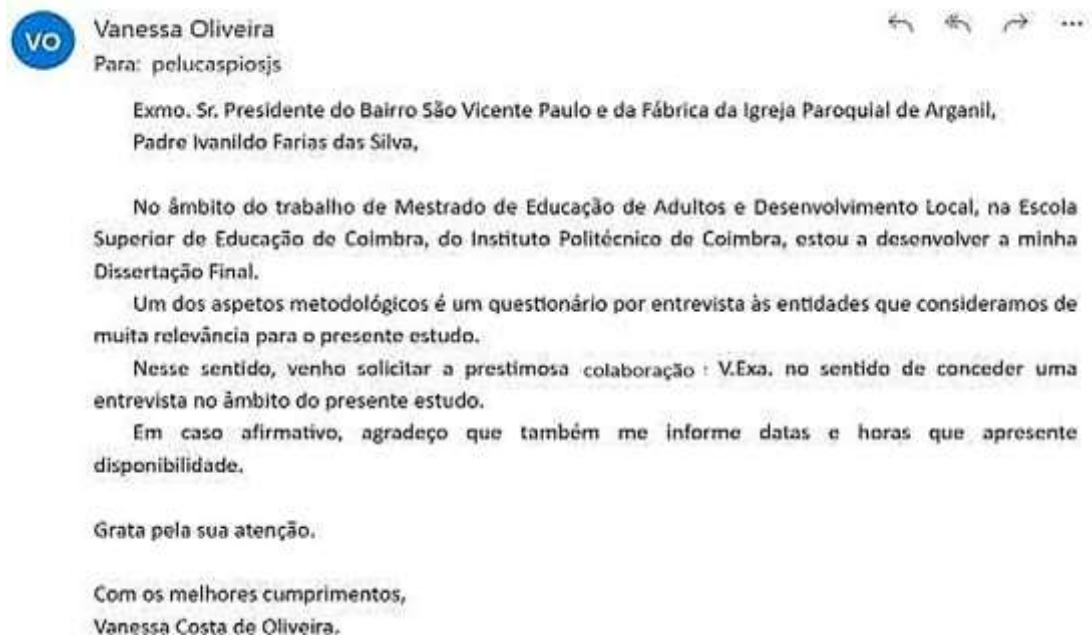 VO
Vanessa Oliveira
Para: pelucaspiosjs
Exmo. Sr. Presidente do Bairro São Vicente Paulo e da Fábrica da Igreja Paroquial de Arganil,
Padre Ivanildo Farias das Silva,
No âmbito do trabalho de Mestrado de Educação de Adultos e Desenvolvimento Local, na Escola
Superior de Educação de Coimbra, do Instituto Politécnico de Coimbra, estou a desenvolver a minha
Dissertação Final.
Um dos aspetos metodológicos é um questionário por entrevista às entidades que consideramos de
muita relevância para o presente estudo.
Nesse sentido, venho solicitar a prestimosa colaboração : V.Exa. no sentido de conceder uma
entrevista no âmbito do presente estudo.
Em caso afirmativo, agradeço que também me informe datas e horas que apresente
disponibilidade.
Grata pela sua atenção.
Com os melhores cumprimentos,
Vanessa Costa de Oliveira.